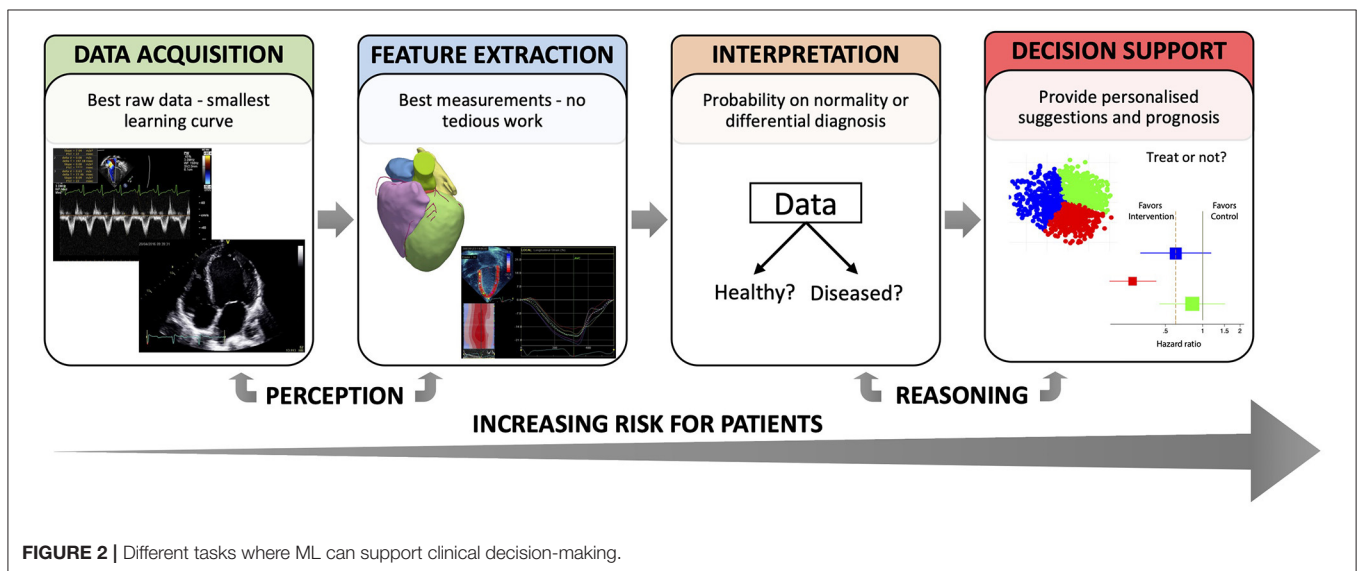 DATA ACQUISITION
Best raw data - smallest
learning curve
FEATURE EXTRACTION
Best measurements - no
tedious work
INTERPRETATION
Probability on normality or
differential diagnosis
Data
Healthy? Diseased?
DECISION SUPPORT
Provide personalised
suggestions and prognosis
Treat or not?
Favors
Intervention
Favors
Control
.5 1 1.5 2
Hazard ratio
PERCEPTION
REASONING
INCREASING RISK FOR PATIENTS
FIGURE 2 | Different tasks where ML can support clinical decision-making.